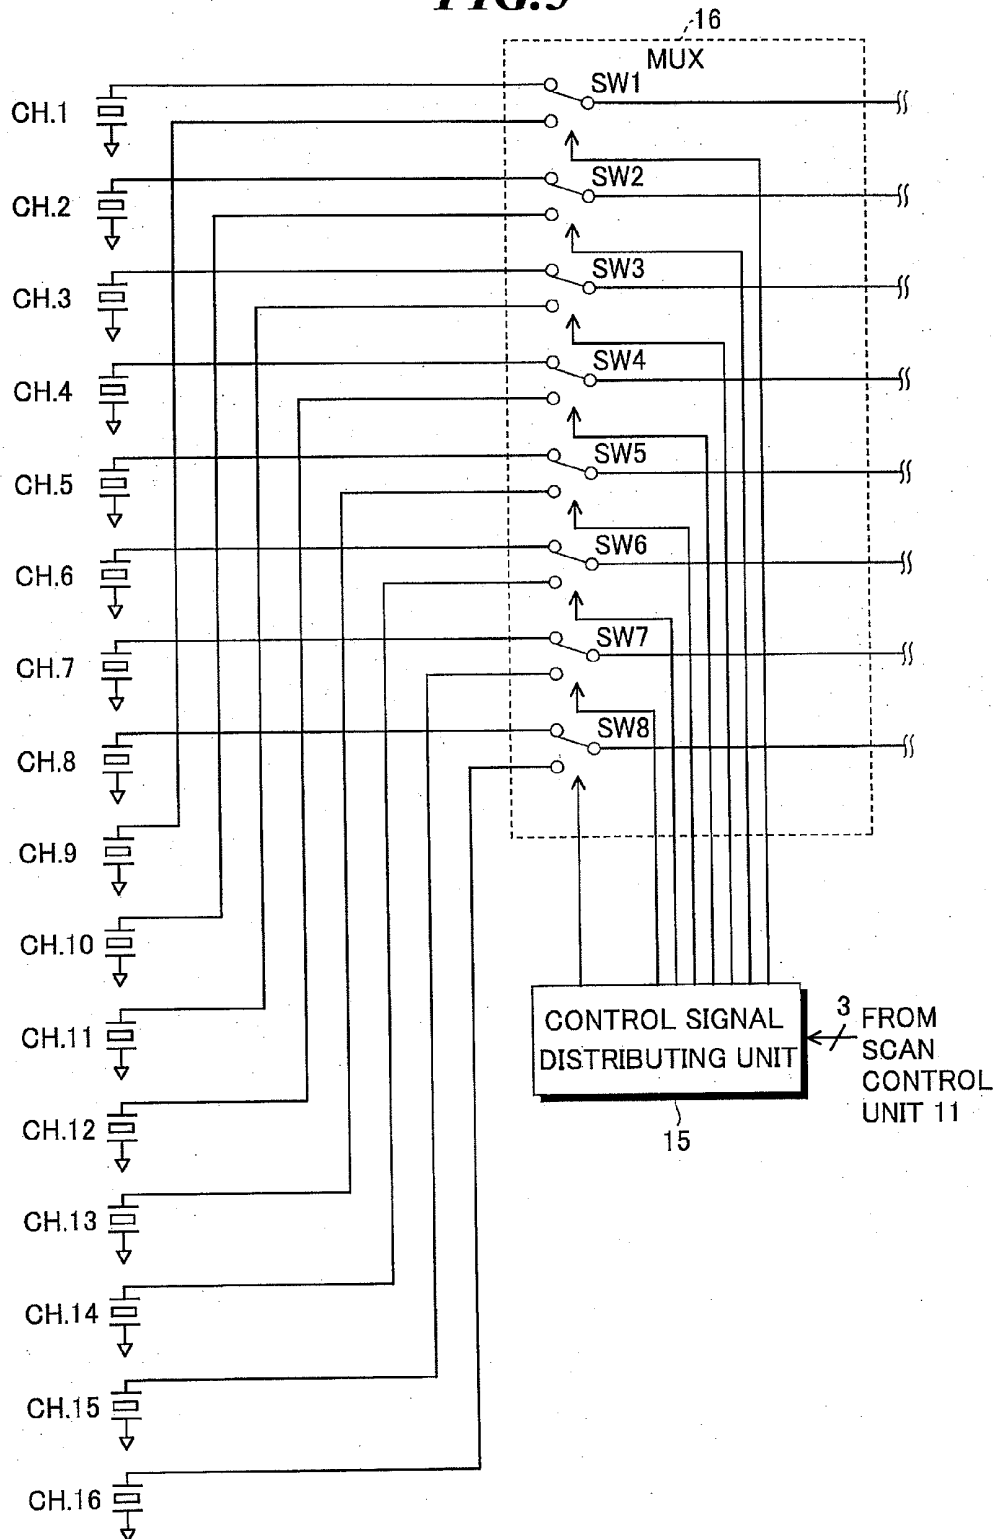 16
MUX
CH.1
SW1
CH.2
SW2
CH.3
SW3
CH.4
SW4
CH.5
SW5
CH.6
SW6
CH.7
SW7
CH.8
SW8
CH.9
CH.10
CH.11
CH.12
CH.13
CH.14
CH.15
CH.16
CONTROL SIGNAL
DISTRIBUTING UNIT
15
3
FROM
SCAN
CONTROL
UNIT 11